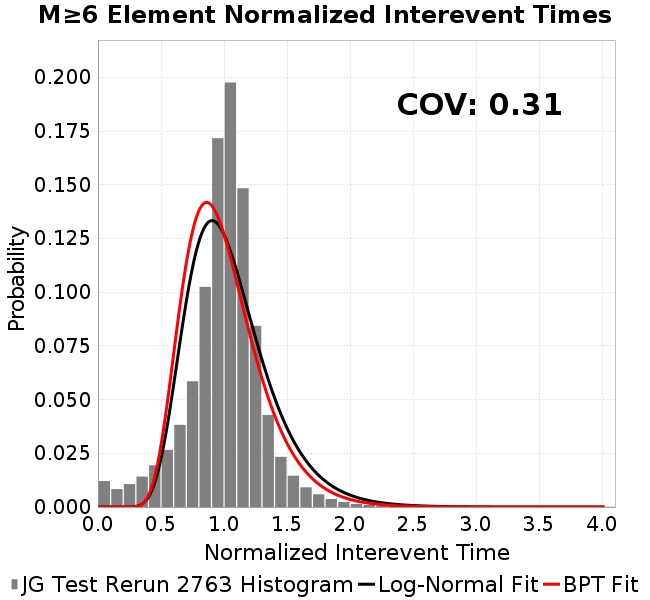 M≥6 Element Normalized Interevent Times
COV: 0.31
Probability
0.200
0.175
0.150
0.125
0.100
0.075
0.050
0.025
0.000
0.0 0.5 1.0 1.5 2.0 2.5 3.0 3.5 4.0
Normalized Interevent Time
JG Test Rerun 2763 Histogram Log-Normal Fit BPT Fit